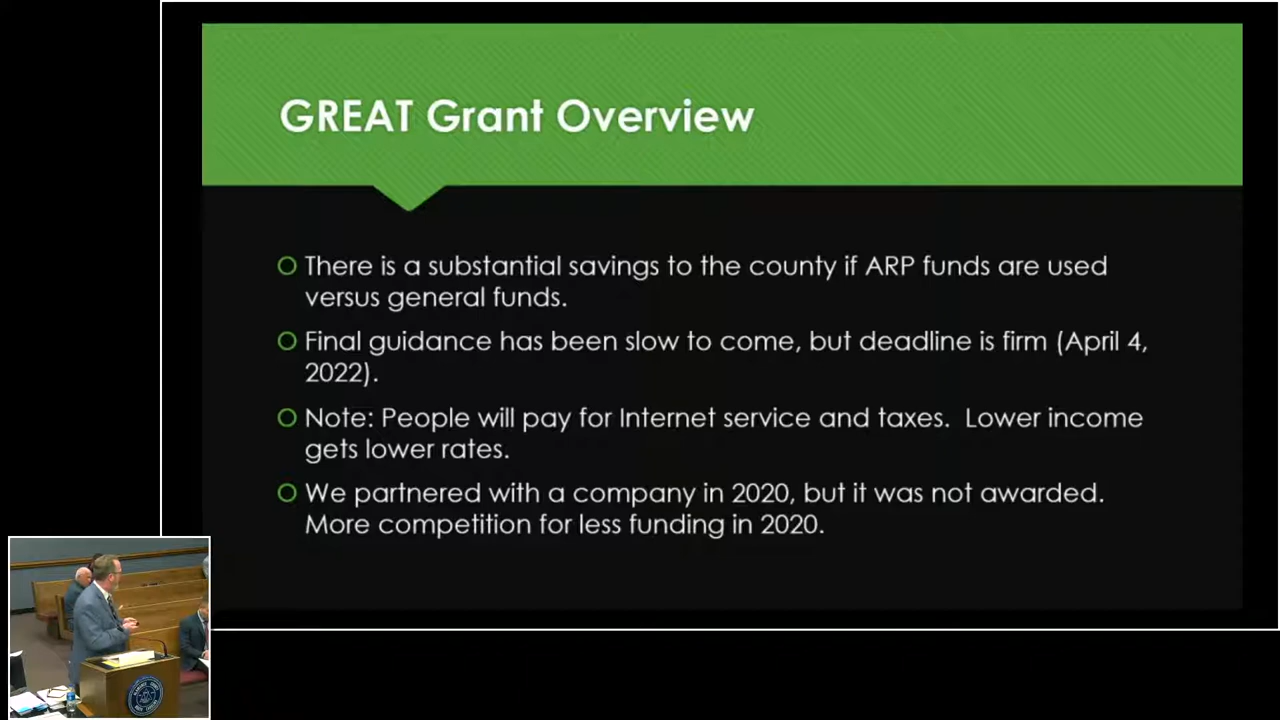 GREAT Grant Overview
There is a substantial savings to the county if ARP funds are used
versus general funds.
Final guidance has been slow to come, but deadline is firm (April 4,
2022).
Note: People will pay for Internet service and taxes.  Lower income
gets lower rates.
We partnered with a company in 2020, but it was not awarded.
More competition for less funding in 2020.